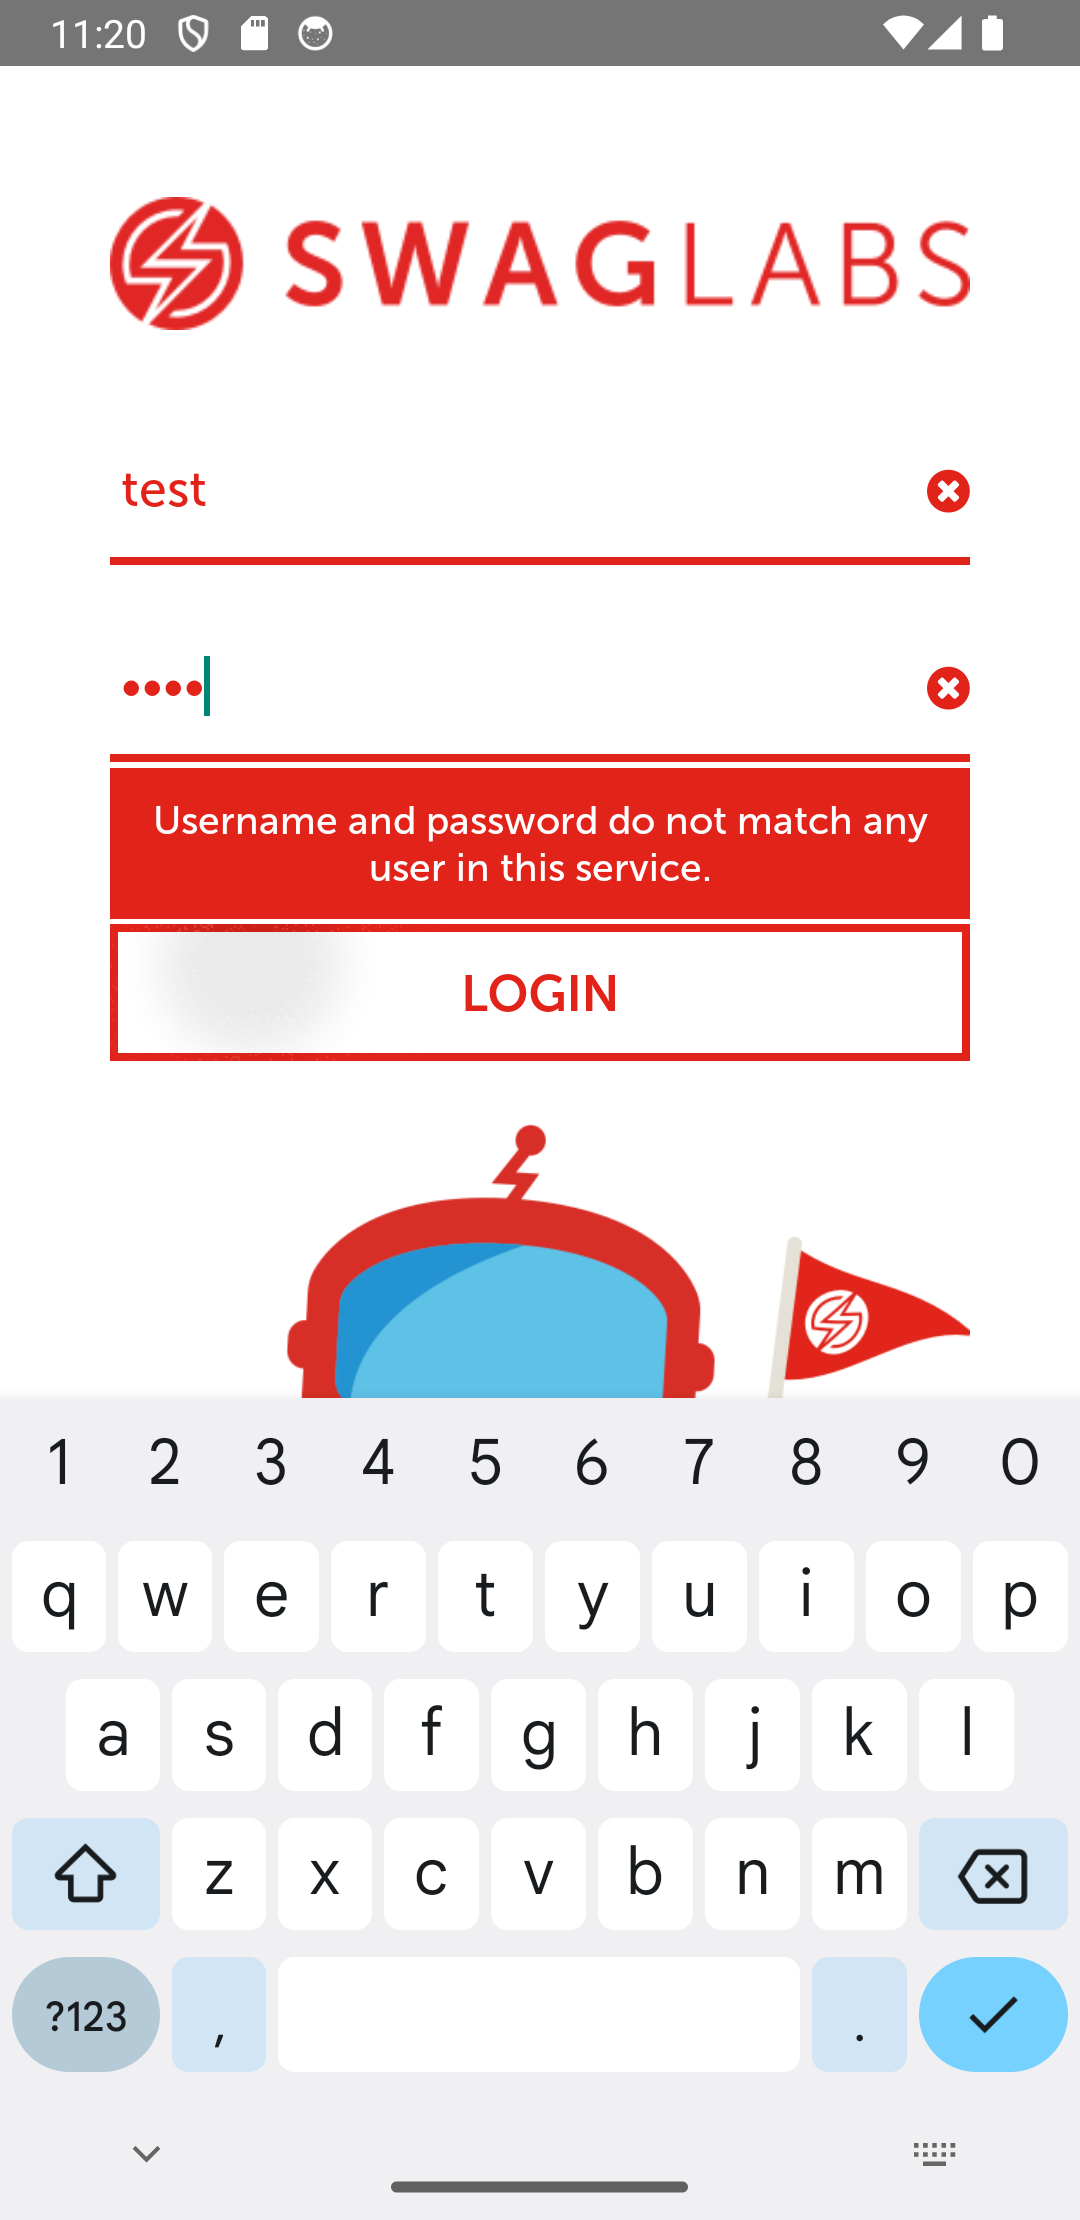 11:20
SWAGLABS
test
Username and password do not match any
user in this service.
LOGIN
1 2 3 4 5 6 7 8 9 0
q w e r t y u i o p
a s d f g h j k l
z x c v b n m
?123 , .